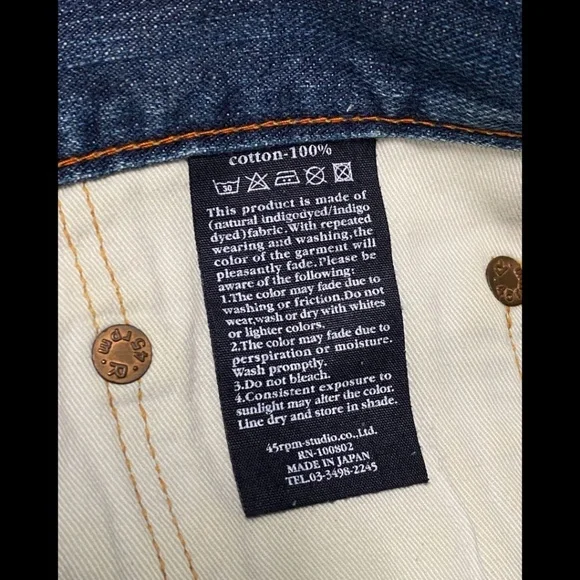 cotton-100%
30
This product is made of
(natural indigodyed/indigo
dyed)fabric.With repeated
wearing and washing,the
color of the garment will
pleasantly fade.Please be
aware of the following:
1.The color may fade due to
washing or friction.Do not
wear,wash or dry with whites
or lighter colors.
2.The color may fade due to
perspiration or moisture.
Wash promptly.
3.Do not bleach.
4.Consistent exposure to
sunlight may alter the color.
Line dry and store in shade.
45rpm-studio.co.,Ltd.
RN-100802
MADE IN JAPAN
TEL.03-3498-2245